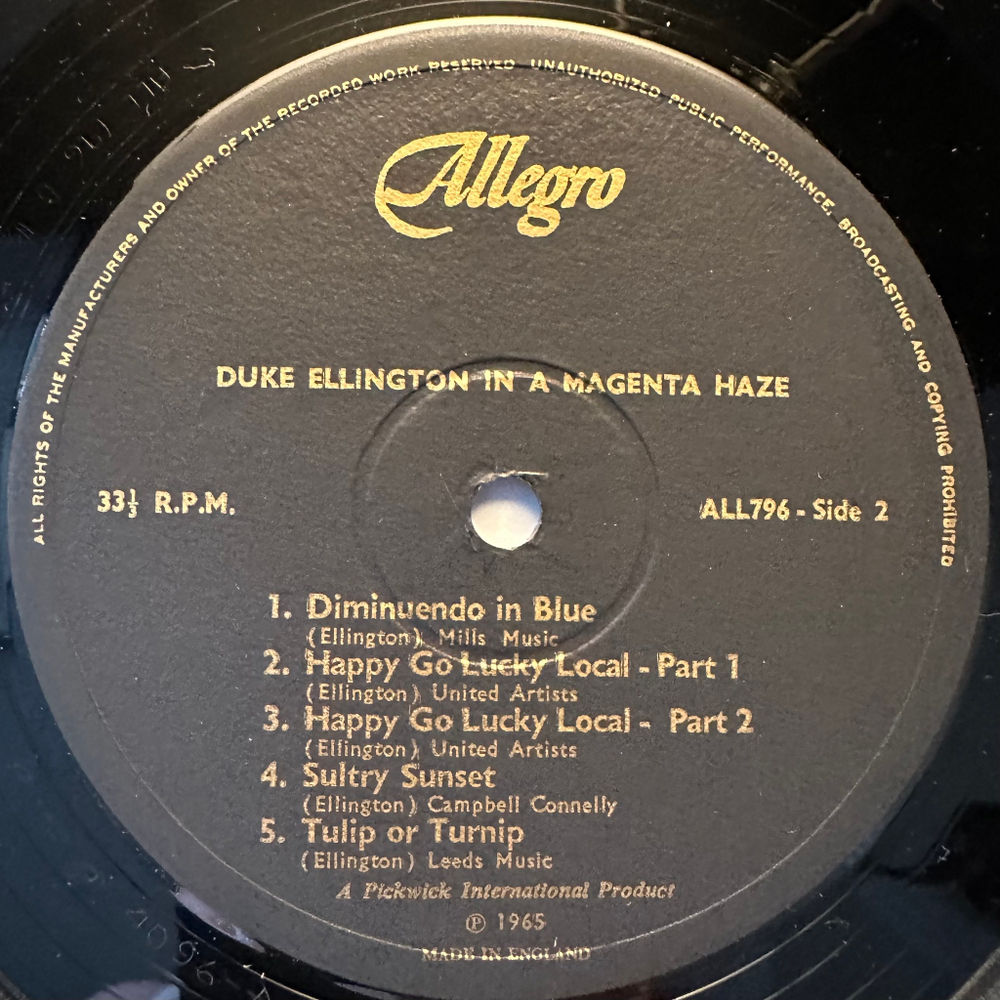 ALL RIGHTS OF THE MANUFACTURERS AND OWNER OF THE RECORDED WORK RESERVED UNAUTHORIZED PUBLIC PERFORMANCE, BROADCASTING AND COPYING PROHIBITED
Allegro
DUKE ELLINGTON IN A MAGENTA HAZE
33⅓ R.P.M.
ALL796 - Side 2
1. Diminuendo in Blue
(Ellington) Mills Music
2. Happy Go Lucky Local - Part 1
(Ellington) United Artists
3. Happy Go Lucky Local - Part 2
(Ellington) United Artists
4. Sultry Sunset
(Ellington) Campbell Connelly
5. Tulip or Turnip
(Ellington) Leeds Music
A Pickwick International Product
℗ 1965
MADE IN ENGLAND